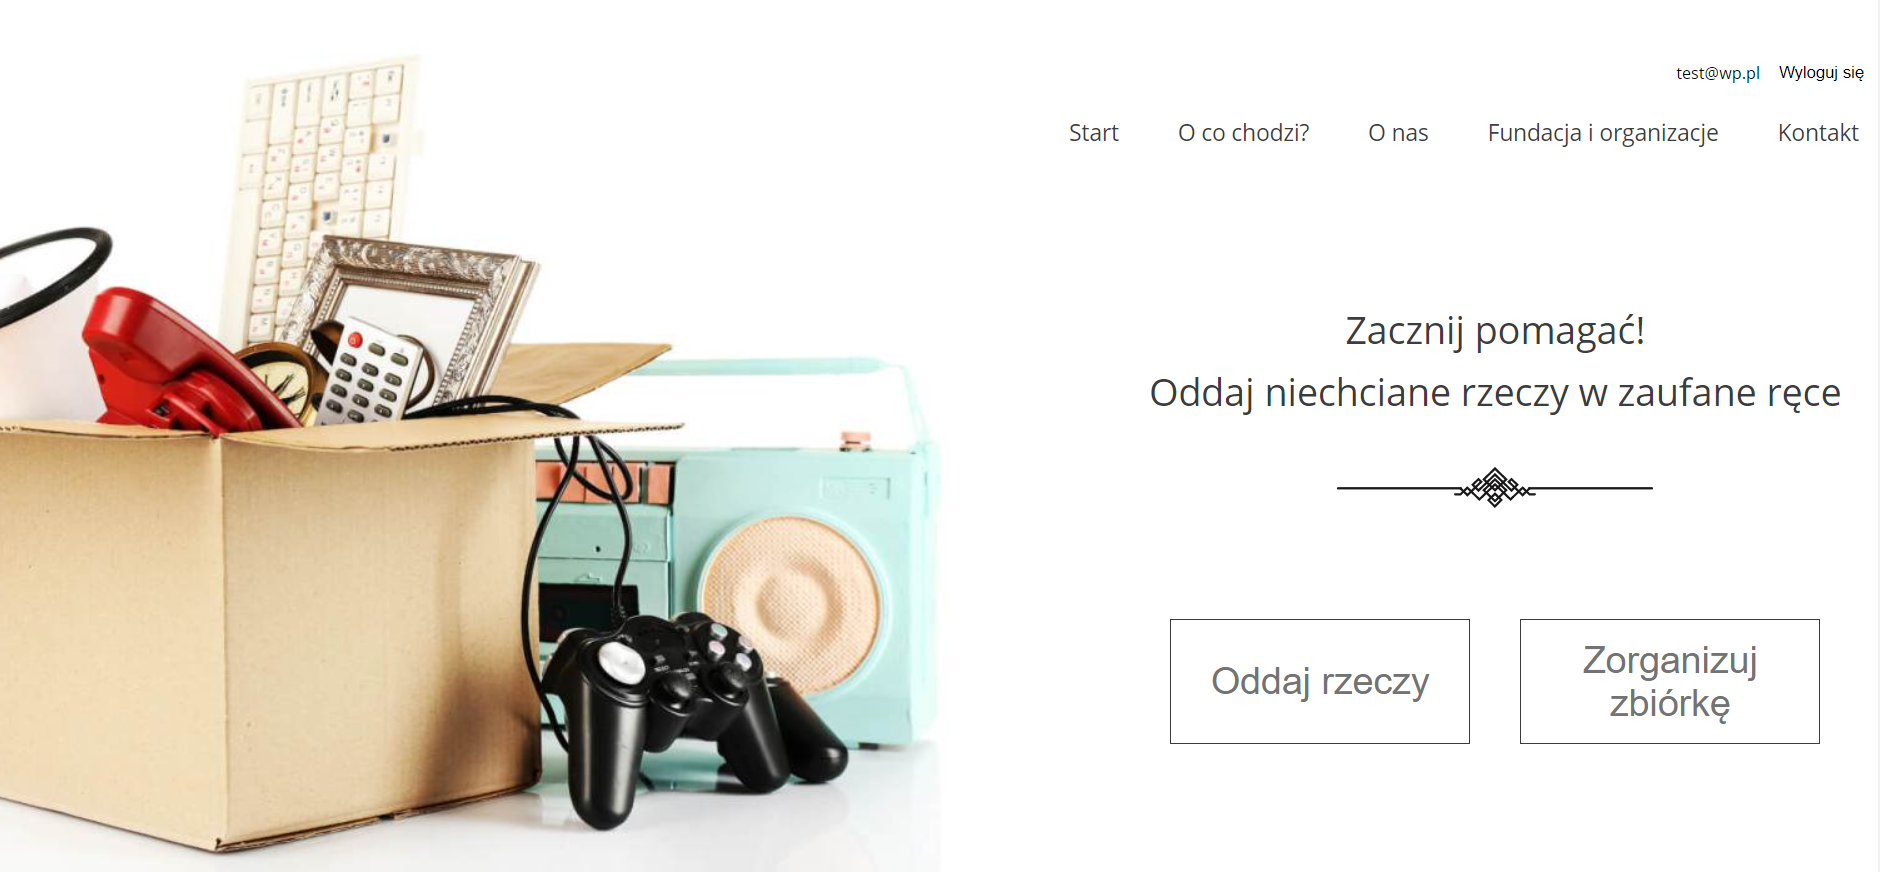 test@wp.pl Wyloguj się
Start O co chodzi? O nas Fundacja i organizacje Kontakt
Zacznij pomagać!
Oddaj niechciane rzeczy w zaufane ręce
Oddaj rzeczy
Zorganizuj
zbiórkę